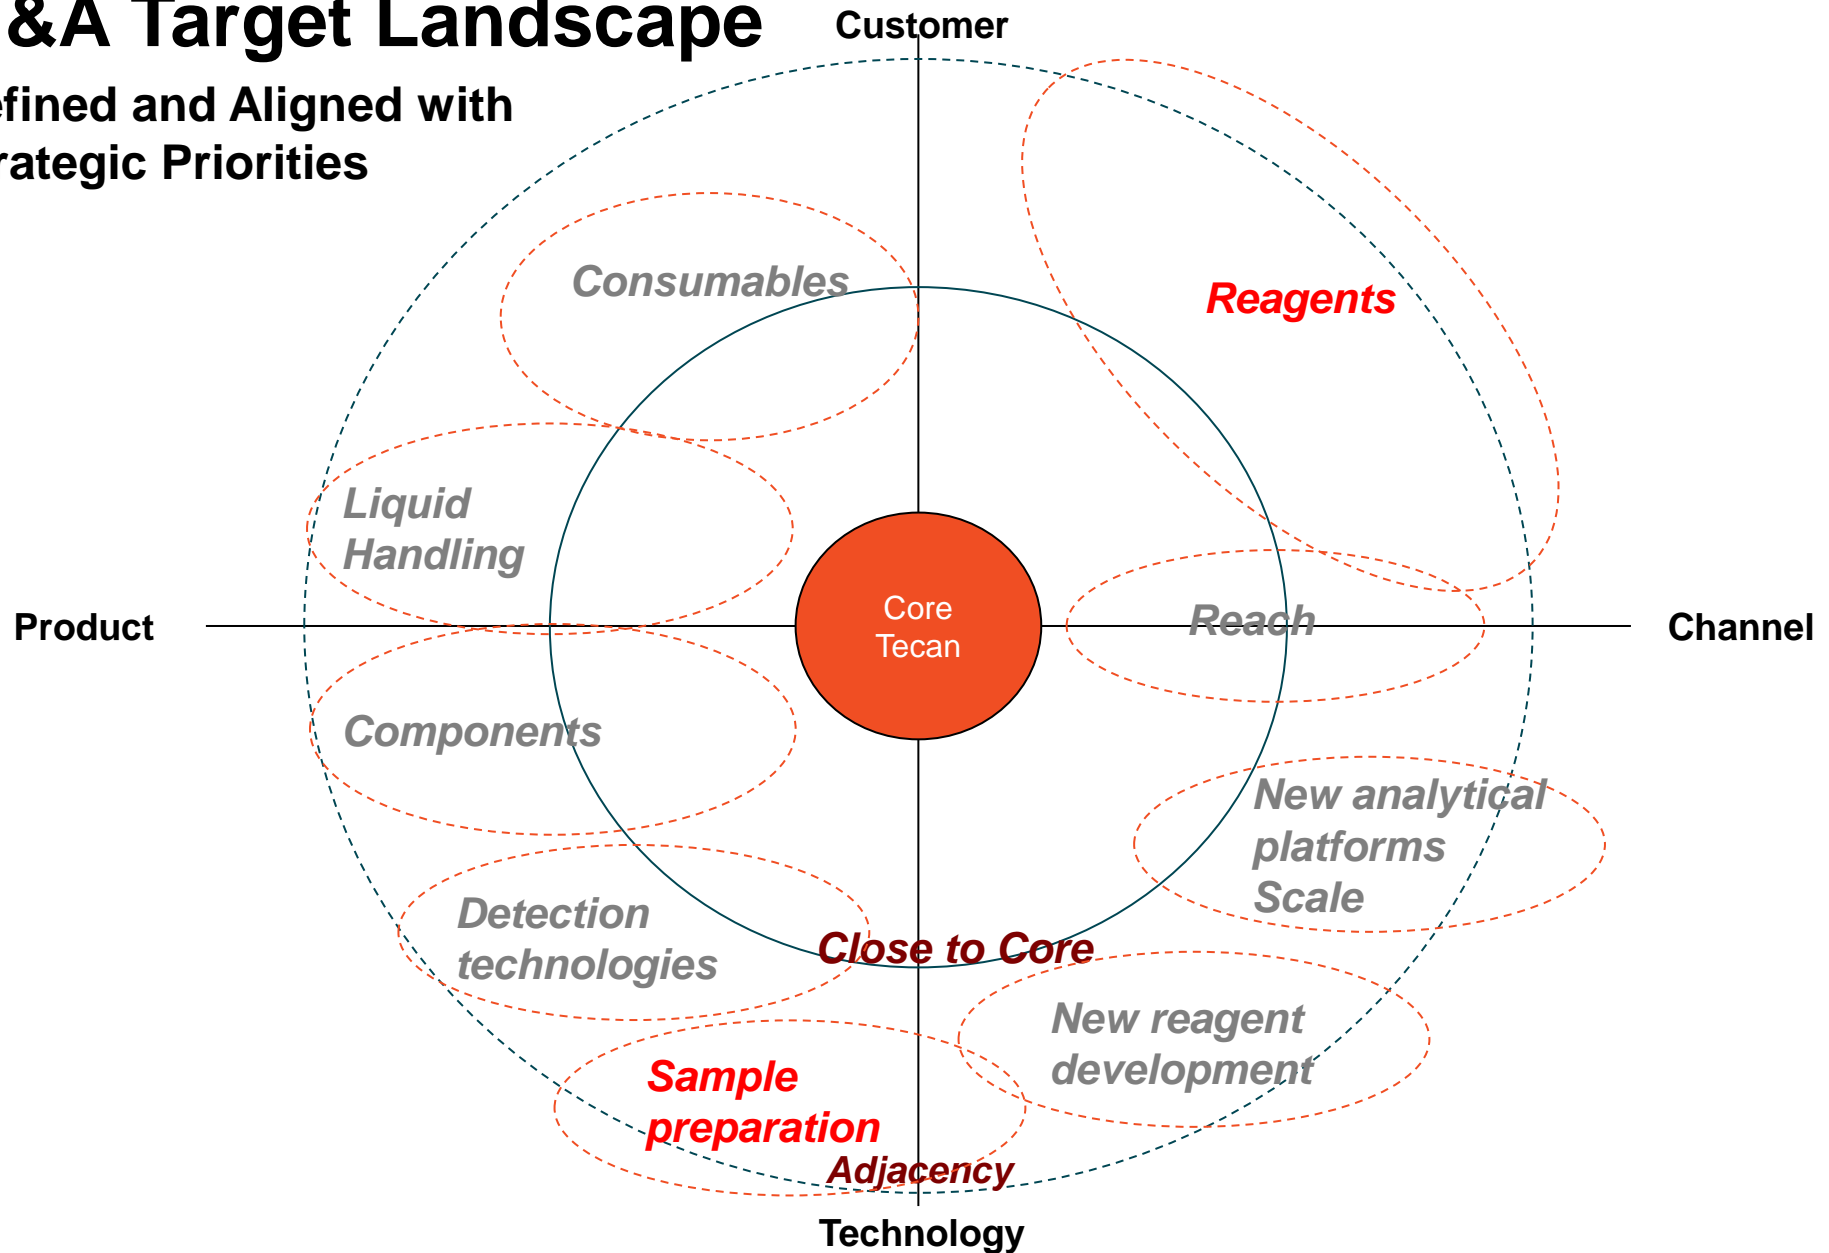 &A Target Landscape
Customer
efined and Aligned with
rategic Priorities
Consumables
Reagents
Liquid
Handling
Core
Tecan
Product
Reach
Channel
Components
New analytical
platforms
Scale
Detection
technologies
Close to Core
New reagent
development
Sample
preparation
Adjacency
Technology